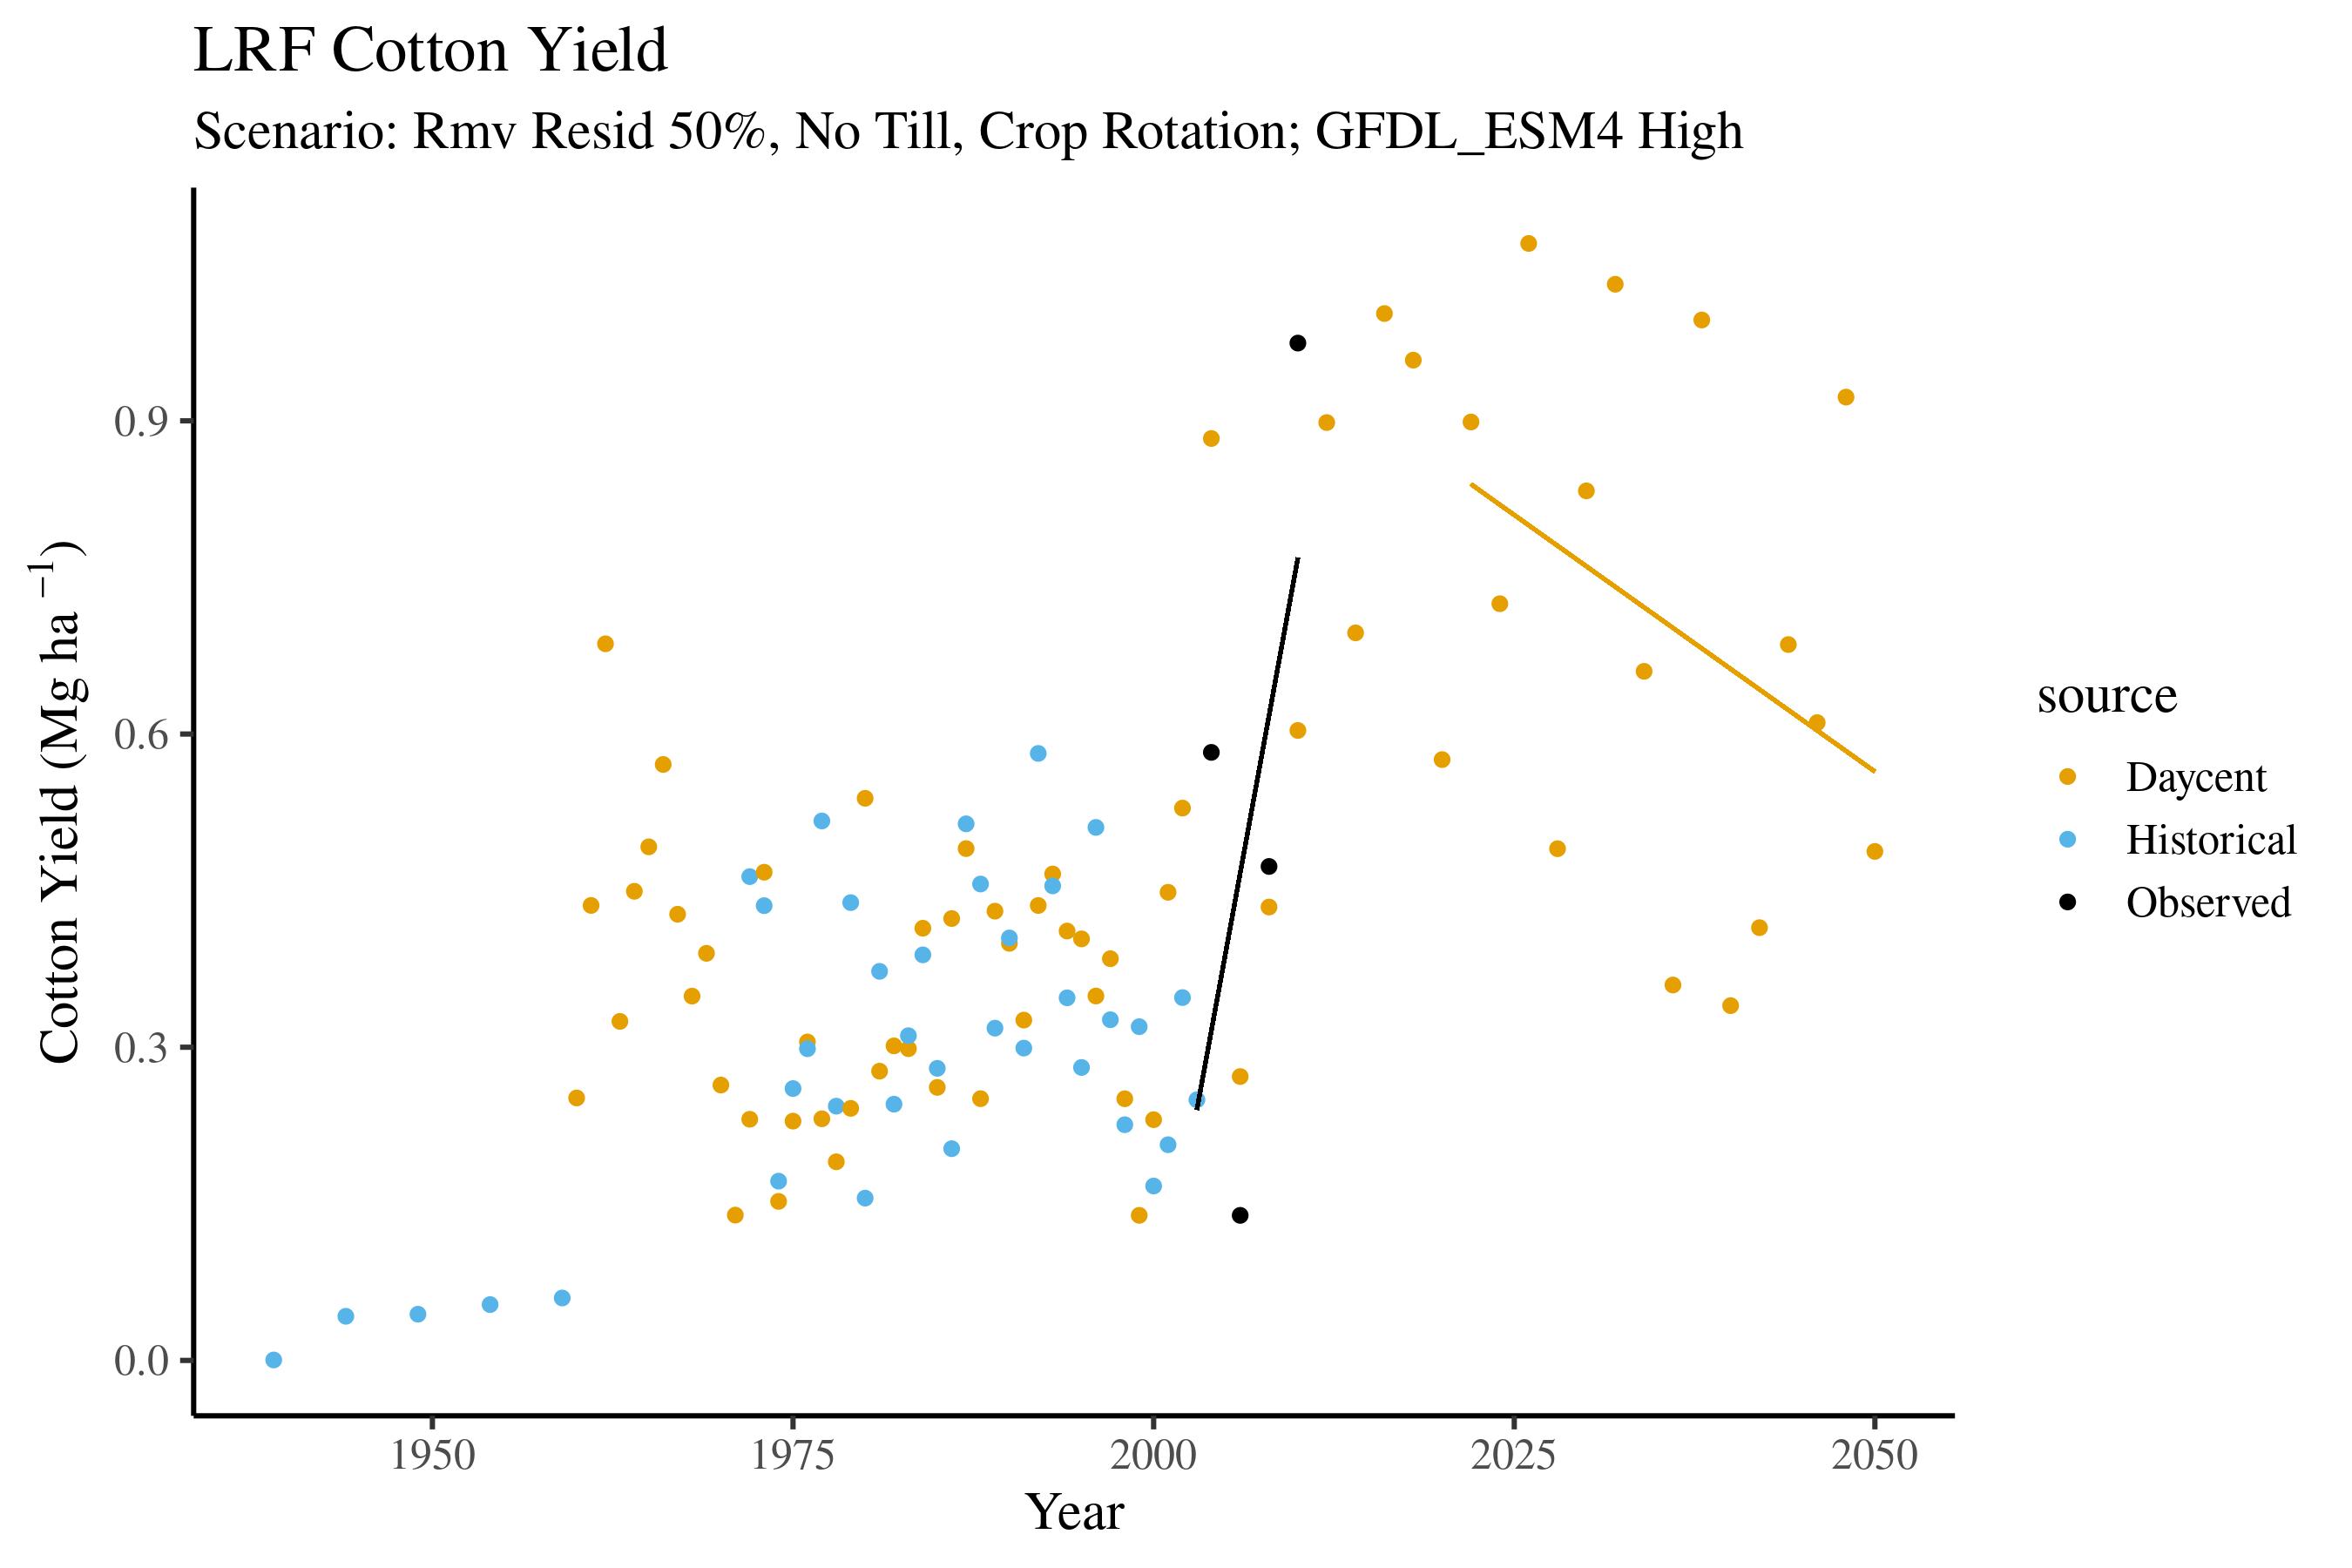 LRF Cotton Yield
Scenario: Rmv Resid 50%, No Till, Crop Rotation; GFDL_ESM4 High
Cotton Yield (Mg ha⁻¹)
0.9
0.6
0.3
0.0
1950 1975 2000 2025 2050
Year
source
Daycent
Historical
Observed